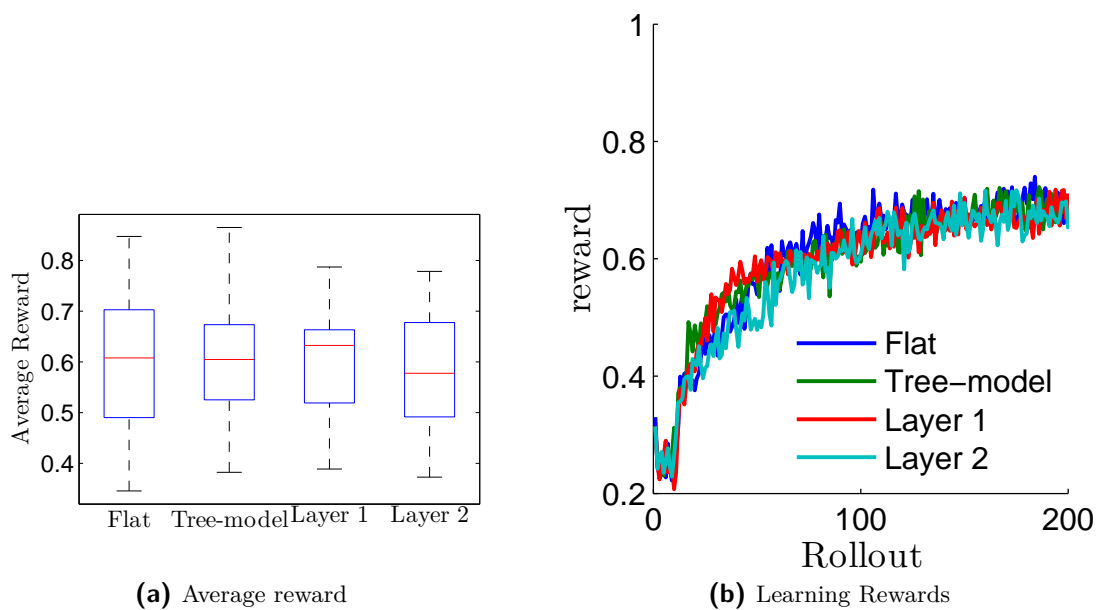 Average Reward
0.8
0.7
0.6
0.5
0.4
Flat
Tree-model
Layer 1
Layer 2
(a) Average reward
reward
1
0.8
0.6
0.4
0.2
0
100
200
Rollout
Flat
Tree-model
Layer 1
Layer 2
(b) Learning Rewards